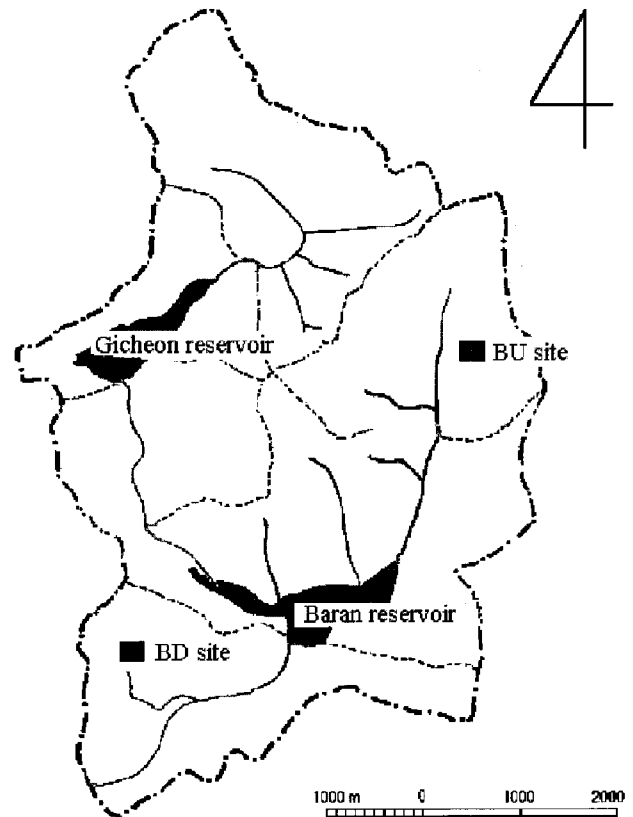 Gicheon reservoir
BU site
Baran reservoir
BD site
1000 m 0 1000 2000